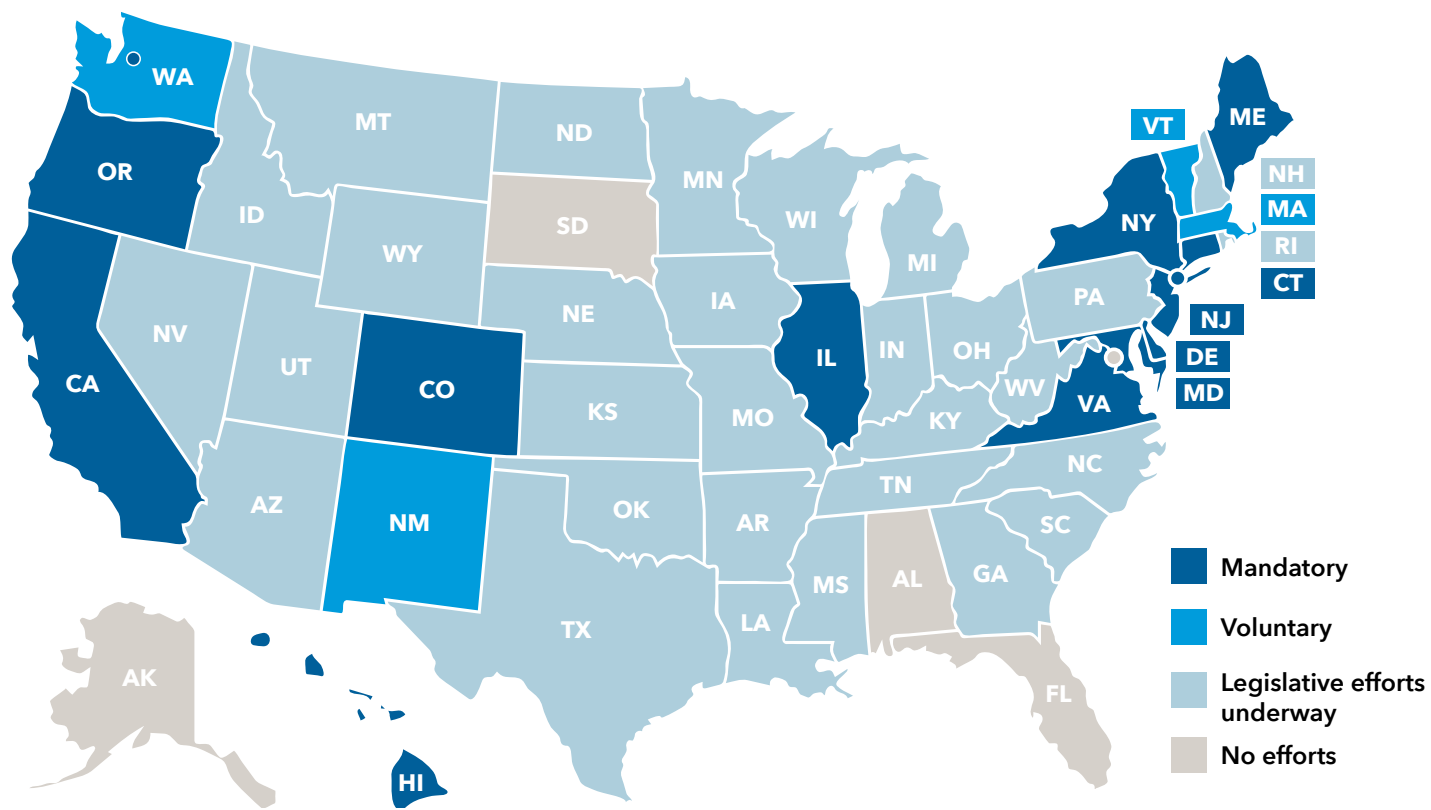 WA
MT
ND
MN
VT
ME
OR
ID
SD
WI
NY
NH
MA
RI
CT
WY
MI
NV
NE
IA
PA
NJ
CA
UT
CO
IL
IN
OH
DE
KS
MO
WV
VA
MD
KY
AZ
NM
OK
AR
TN
NC
SC
MS
AL
GA
TX
LA
AK
FL
HI
Mandatory
Voluntary
Legislative efforts
underway
No efforts